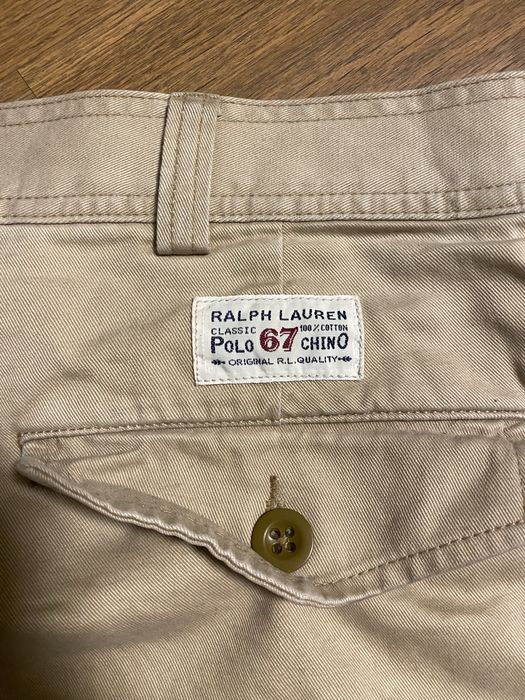 RALPH LAUREN
CLASSIC 67 100% COTTON
POLO CHINO
ORIGINAL R.L. QUALITY